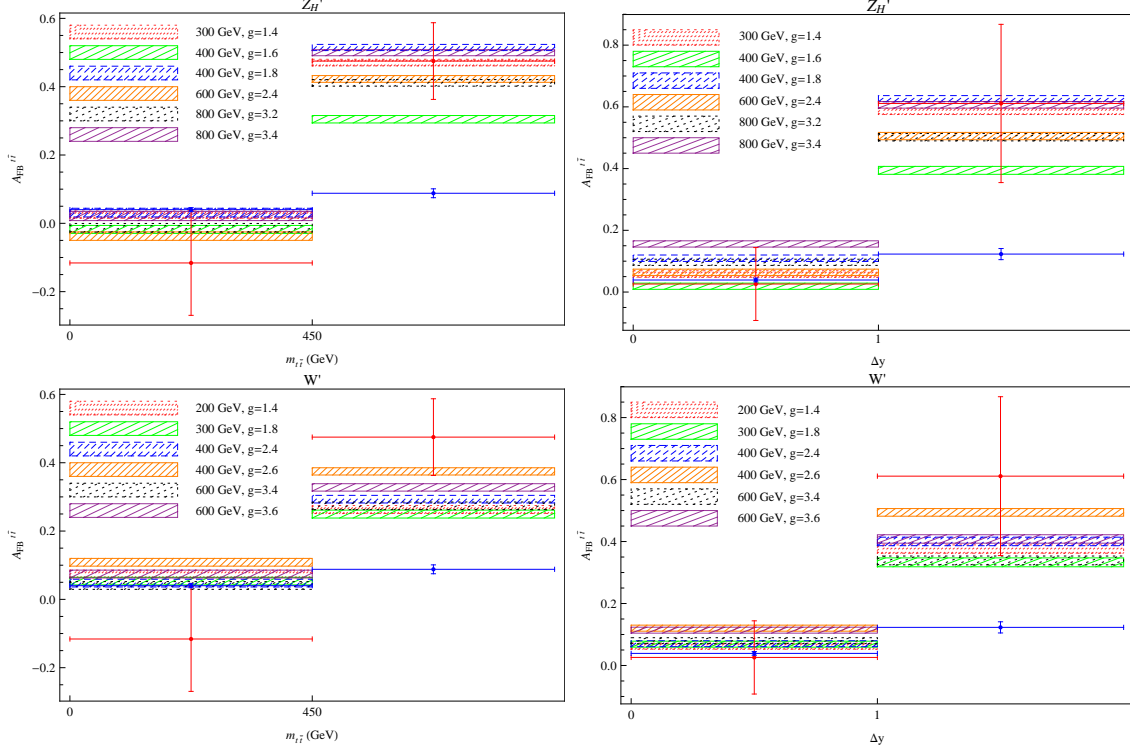 Z_H'
0.6
0.4
0.2
0.0
−0.2
A_FB^{t t̄}
300 GeV, g=1.4
400 GeV, g=1.6
400 GeV, g=1.8
600 GeV, g=2.4
800 GeV, g=3.2
800 GeV, g=3.4
0
450
m_{t t̄} (GeV)
Z_H'
0.8
0.6
0.4
0.2
0.0
A_FB^{t t̄}
300 GeV, g=1.4
400 GeV, g=1.6
400 GeV, g=1.8
600 GeV, g=2.4
800 GeV, g=3.2
800 GeV, g=3.4
0
1
Δy
W'
0.6
0.4
0.2
0.0
−0.2
A_FB^{t t̄}
200 GeV, g=1.4
300 GeV, g=1.8
400 GeV, g=2.4
400 GeV, g=2.6
600 GeV, g=3.4
600 GeV, g=3.6
0
450
m_{t t̄} (GeV)
W'
0.8
0.6
0.4
0.2
0.0
A_FB^{t t̄}
200 GeV, g=1.4
300 GeV, g=1.8
400 GeV, g=2.4
400 GeV, g=2.6
600 GeV, g=3.4
600 GeV, g=3.6
0
1
Δy